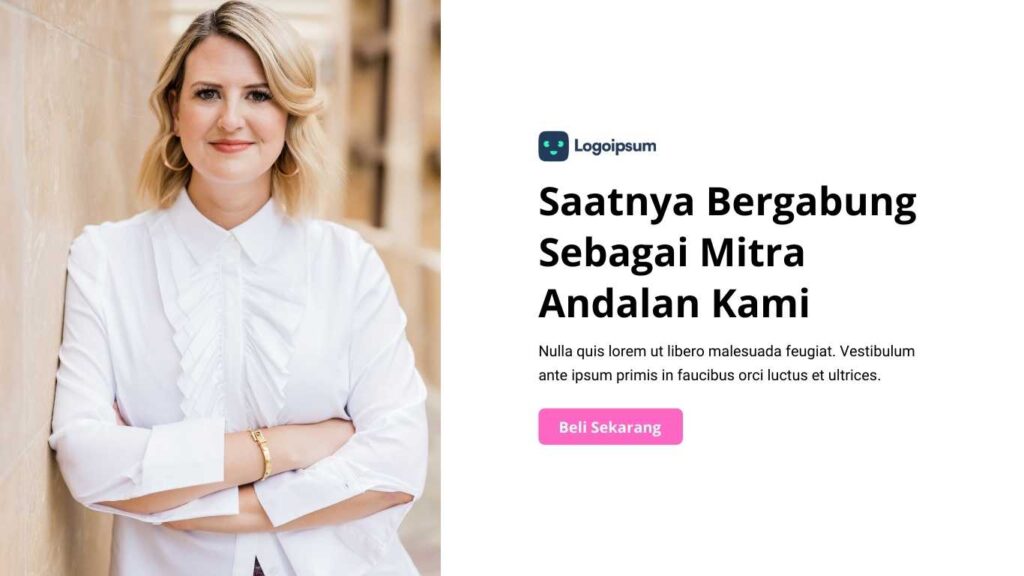 Logoipsum
Saatnya Bergabung
Sebagai Mitra
Andalan Kami
Nulla quis lorem ut libero malesuada feugiat. Vestibulum
ante ipsum primis in faucibus orci luctus et ultrices.
Beli Sekarang